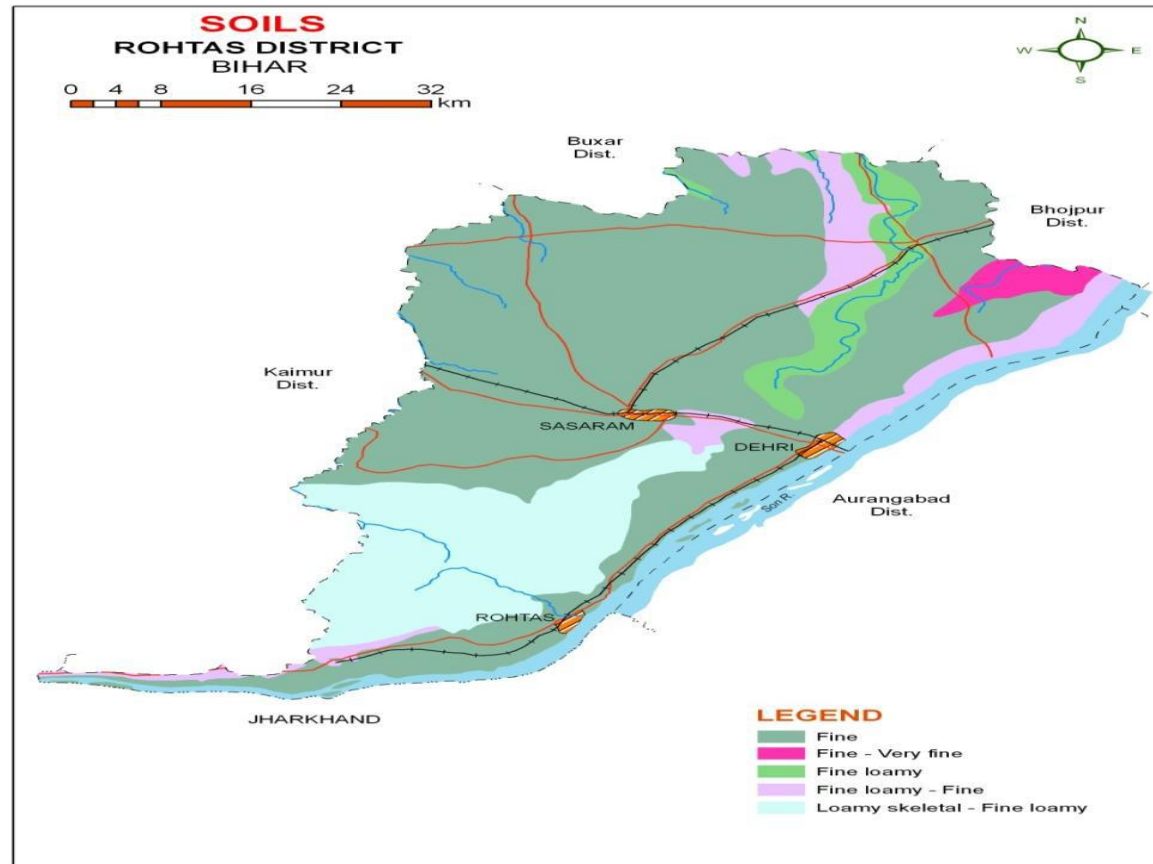 SOILS
ROHTAS DISTRICT
BIHAR
0 4 8 16 24 32
km
N
W E
S
Buxar
Dist.
Bhojpur
Dist.
Kaimur
Dist.
SASARAM
DEHRI
Aurangabad
Dist.
Son R.
ROHTAS
JHARKHAND
LEGEND
Fine
Fine - Very fine
Fine loamy
Fine loamy - Fine
Loamy skeletal - Fine loamy